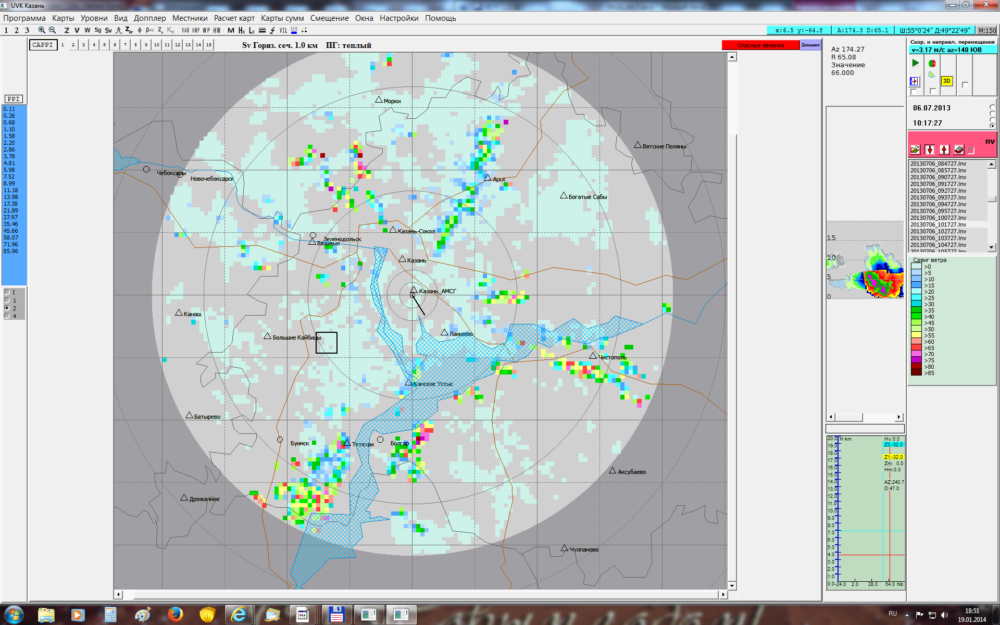 UVK Казань
Программа Карты Уровни Вид Допплер Местники Расчет карт Карты сумм Смещение Окна Настройки Помощь
1 2 3 Z V W Sg Sv VAD VWP WP HW M Hc Lc VIL
x:6.5 y:-64.8 A:174.3 D:65.1 Ш:55°0'24" Д:49°22'49" М:150
CAPPI 1 2 3 4 5 6 7 8 9 10 11 12 13 14 15
Sv Гориз. сеч. 1.0 км ПГ: теплый
Опасные явления
Динамик
PPI
0.11
0.26
0.68
1.10
1.58
2.20
2.86
3.78
4.81
5.98
7.52
8.99
11.18
13.98
17.38
21.89
27.97
35.46
45.66
58.07
71.96
85.96
I
1
2
4
Морки
Вятские Поляны
Чебоксары
Новочебоксарск
Арск
Богатые Сабы
Казань-Сокол
Зеленодольск
Вязовые
Казань
Казань_АМСГ
Канаш
Лаишево
Большие Кайбицы
Чистополь
Камское Устье
Батырево
Буинск
Тетюши
Болгар
Аксубаево
Дрожанное
Чулпаново
Az 174.27
R 65.08
Значение
66.000
15
10
5
0
20.0
19.0
18.0
17.0
16.0
15.0
14.0
13.0
12.0
11.0
10.0
9.0
8.0
7.0
6.0
5.0
4.0
3.0
2.0
1.0
0.0
H km
Hv:0.0
Z3:-32.0
Z1:-32.0
Zm: 0.0
Hm:0.0
AZ:240.7
D:47.0
-24.0 2.0 28.0 54.0 Nb
Скор. и направл. перемещения
v=3.17 м/с az=148 ЮВ
3D
06.07.2013
10:17:27
nv
20130706_084727.lnv
20130706_085727.lnv
20130706_090727.lnv
20130706_091727.lnv
20130706_092727.lnv
20130706_093727.lnv
20130706_094727.lnv
20130706_095727.lnv
20130706_100727.lnv
20130706_101727.lnv
20130706_102727.lnv
20130706_103727.lnv
20130706_104727.lnv
20130706_105727.lnv
Сдвиг ветра
>0
>5
>10
>15
>20
>25
>30
>35
>40
>45
>50
>55
>60
>65
>70
>75
>80
>85
RU
18:51
19.01.2014